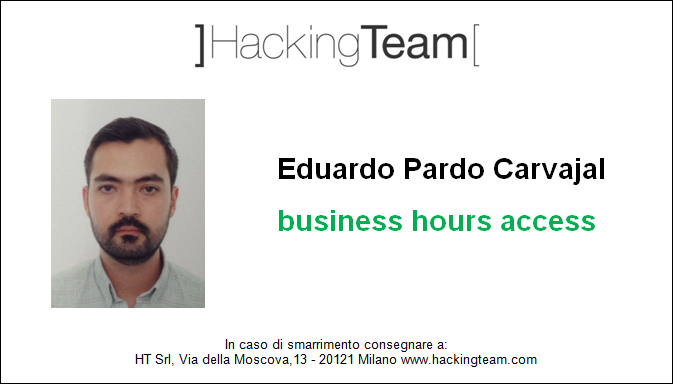 ]HackingTeam[
Eduardo Pardo Carvajal
business hours access
In caso di smarrimento consegnare a:
HT Srl, Via della Moscova,13 - 20121 Milano www.hackingteam.com